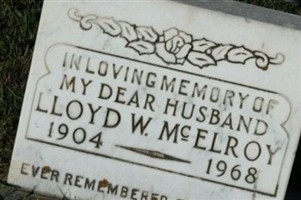 IN LOVING MEMORY OF
MY DEAR HUSBAND
LLOYD W. McELROY
1904 1968
EVER REMEMBERED